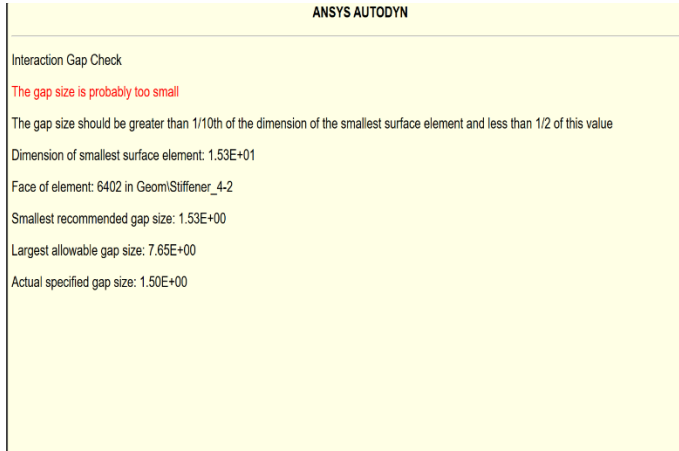 ANSYS AUTODYN
Interaction Gap Check
The gap size is probably too small
The gap size should be greater than 1/10th of the dimension of the smallest surface element and less than 1/2 of this value
Dimension of smallest surface element: 1.53E+01
Face of element: 6402 in Geom\Stiffener_4-2
Smallest recommended gap size: 1.53E+00
Largest allowable gap size: 7.65E+00
Actual specified gap size: 1.50E+00